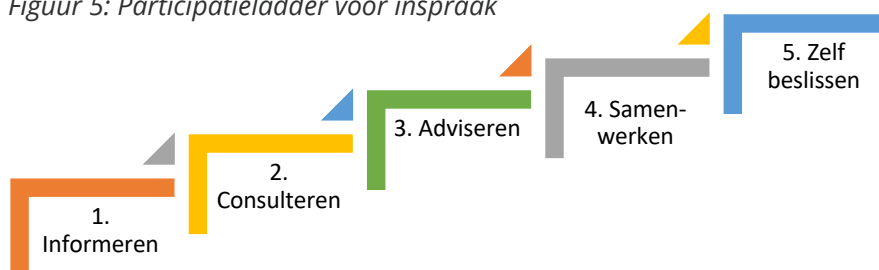 Figuur 5: Participatieladder voor inspraak
1.
Informeren
2.
Consulteren
3. Adviseren
4. Samen-
werken
5. Zelf
beslissen